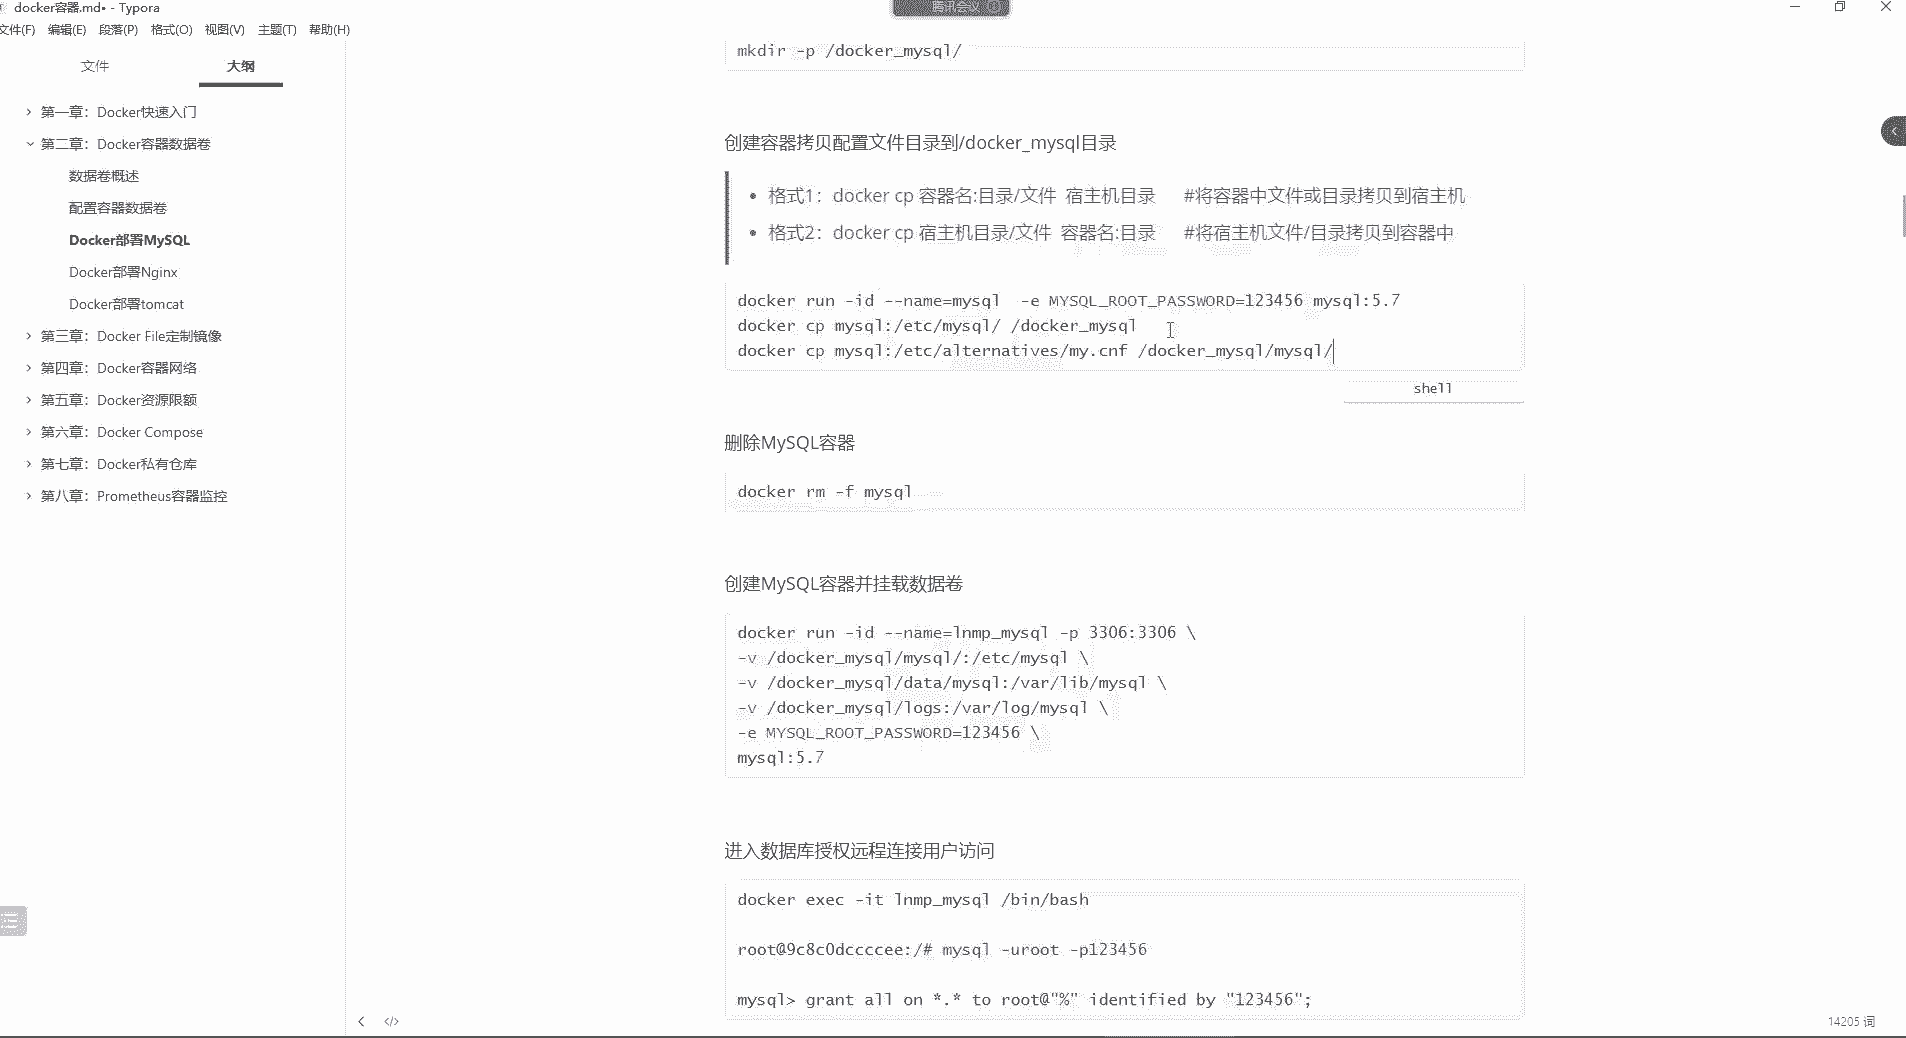 docker容器.md• - Typora
腾讯会议
文件(F) 编辑(E) 段落(P) 格式(O) 视图(V) 主题(T) 帮助(H)
文件 大纲
第一章：Docker快速入门
第二章：Docker容器数据卷
数据卷概述
配置容器数据卷
Docker部署MySQL
Docker部署Nginx
Docker部署tomcat
第三章：Docker File定制镜像
第四章：Docker容器网络
第五章：Docker资源限额
第六章：Docker Compose
第七章：Docker私有仓库
第八章：Prometheus容器监控
mkdir -p /docker_mysql/
创建容器拷贝配置文件目录到/docker_mysql目录
• 格式1：docker cp 容器名:目录/文件 宿主机目录 #将容器中文件或目录拷贝到宿主机
• 格式2：docker cp 宿主机目录/文件 容器名:目录 #将宿主机文件/目录拷贝到容器中
docker run -id --name=mysql -e MYSQL_ROOT_PASSWORD=123456 mysql:5.7
docker cp mysql:/etc/mysql/ /docker_mysql
docker cp mysql:/etc/alternatives/my.cnf /docker_mysql/mysql/
shell
删除MySQL容器
docker rm -f mysql
创建MySQL容器并挂载数据卷
docker run -id --name=lnmp_mysql -p 3306:3306 \
-v /docker_mysql/mysql/:/etc/mysql \
-v /docker_mysql/data/mysql:/var/lib/mysql \
-v /docker_mysql/logs:/var/log/mysql \
-e MYSQL_ROOT_PASSWORD=123456 \
mysql:5.7
进入数据库授权远程连接用户访问
docker exec -it lnmp_mysql /bin/bash
root@9c8c0dccccee:/# mysql -uroot -p123456
mysql> grant all on *.* to root@"%" identified by "123456";
14205 词